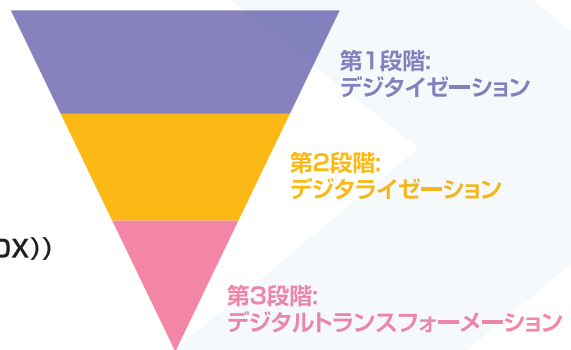 第1段階:
デジタイゼーション
第2段階:
デジタライゼーション
DX))
第3段階:
デジタルトランスフォーメーション